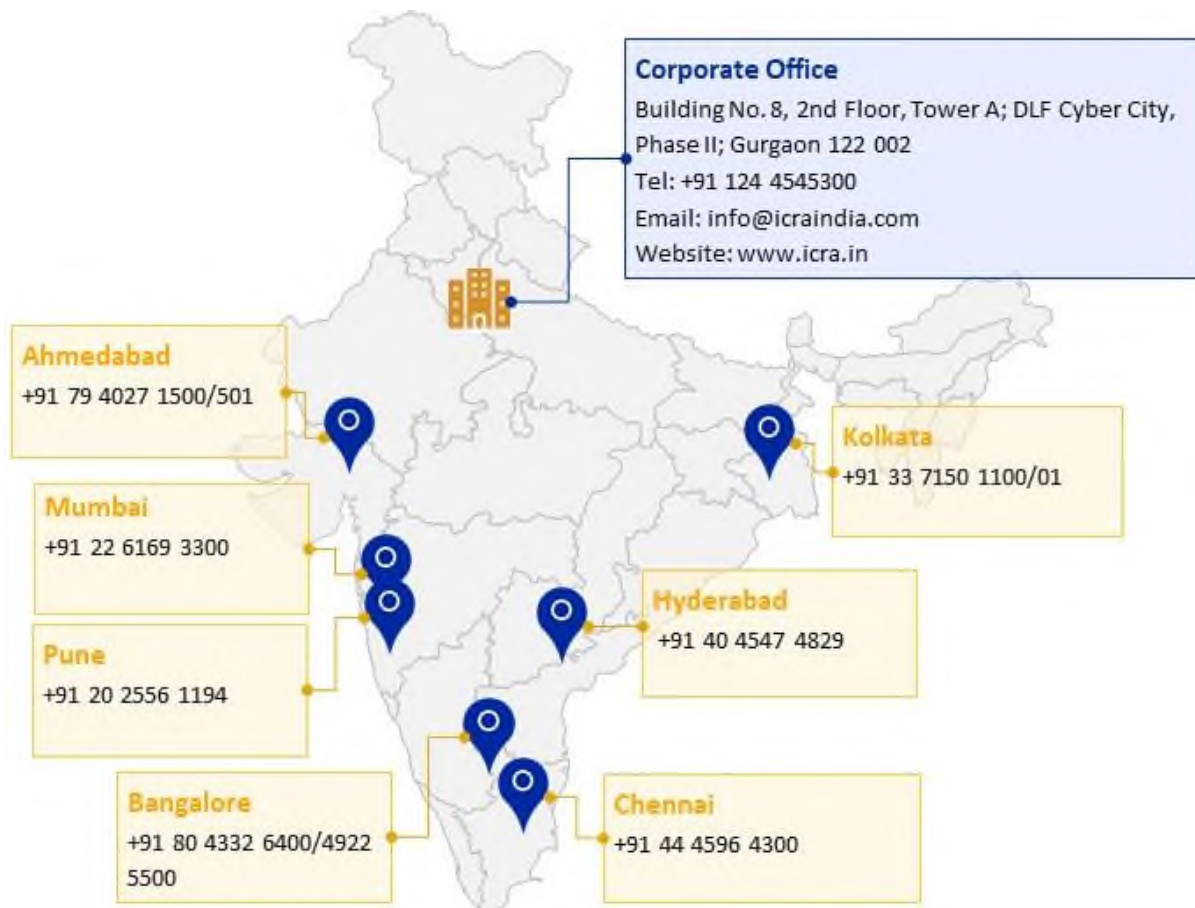 Corporate Office
Building No. 8, 2nd Floor, Tower A; DLF Cyber City,
Phase II; Gurgaon 122 002
Tel: +91 124 4545300
Email: info@icraindia.com
Website: www.icra.in
Ahmedabad
+91 79 4027 1500/501
Kolkata
+91 33 7150 1100/01
Mumbai
+91 22 6169 3300
Hyderabad
+91 40 4547 4829
Pune
+91 20 2556 1194
Bangalore
+91 80 4332 6400/4922
5500
Chennai
+91 44 4596 4300